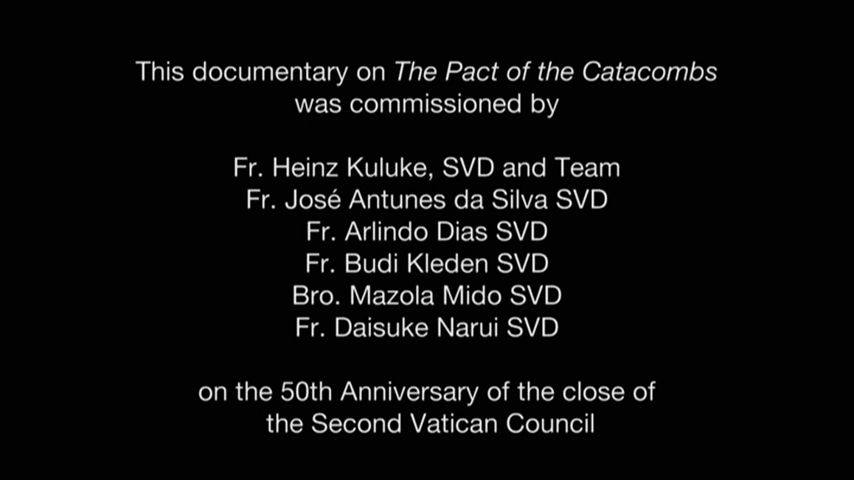 This documentary on The Pact of the Catacombs
was commissioned by
Fr. Heinz Kuluke, SVD and Team
Fr. José Antunes da Silva SVD
Fr. Arlindo Dias SVD
Fr. Budi Kleden SVD
Bro. Mazola Mido SVD
Fr. Daisuke Narui SVD
on the 50th Anniversary of the close of
the Second Vatican Council